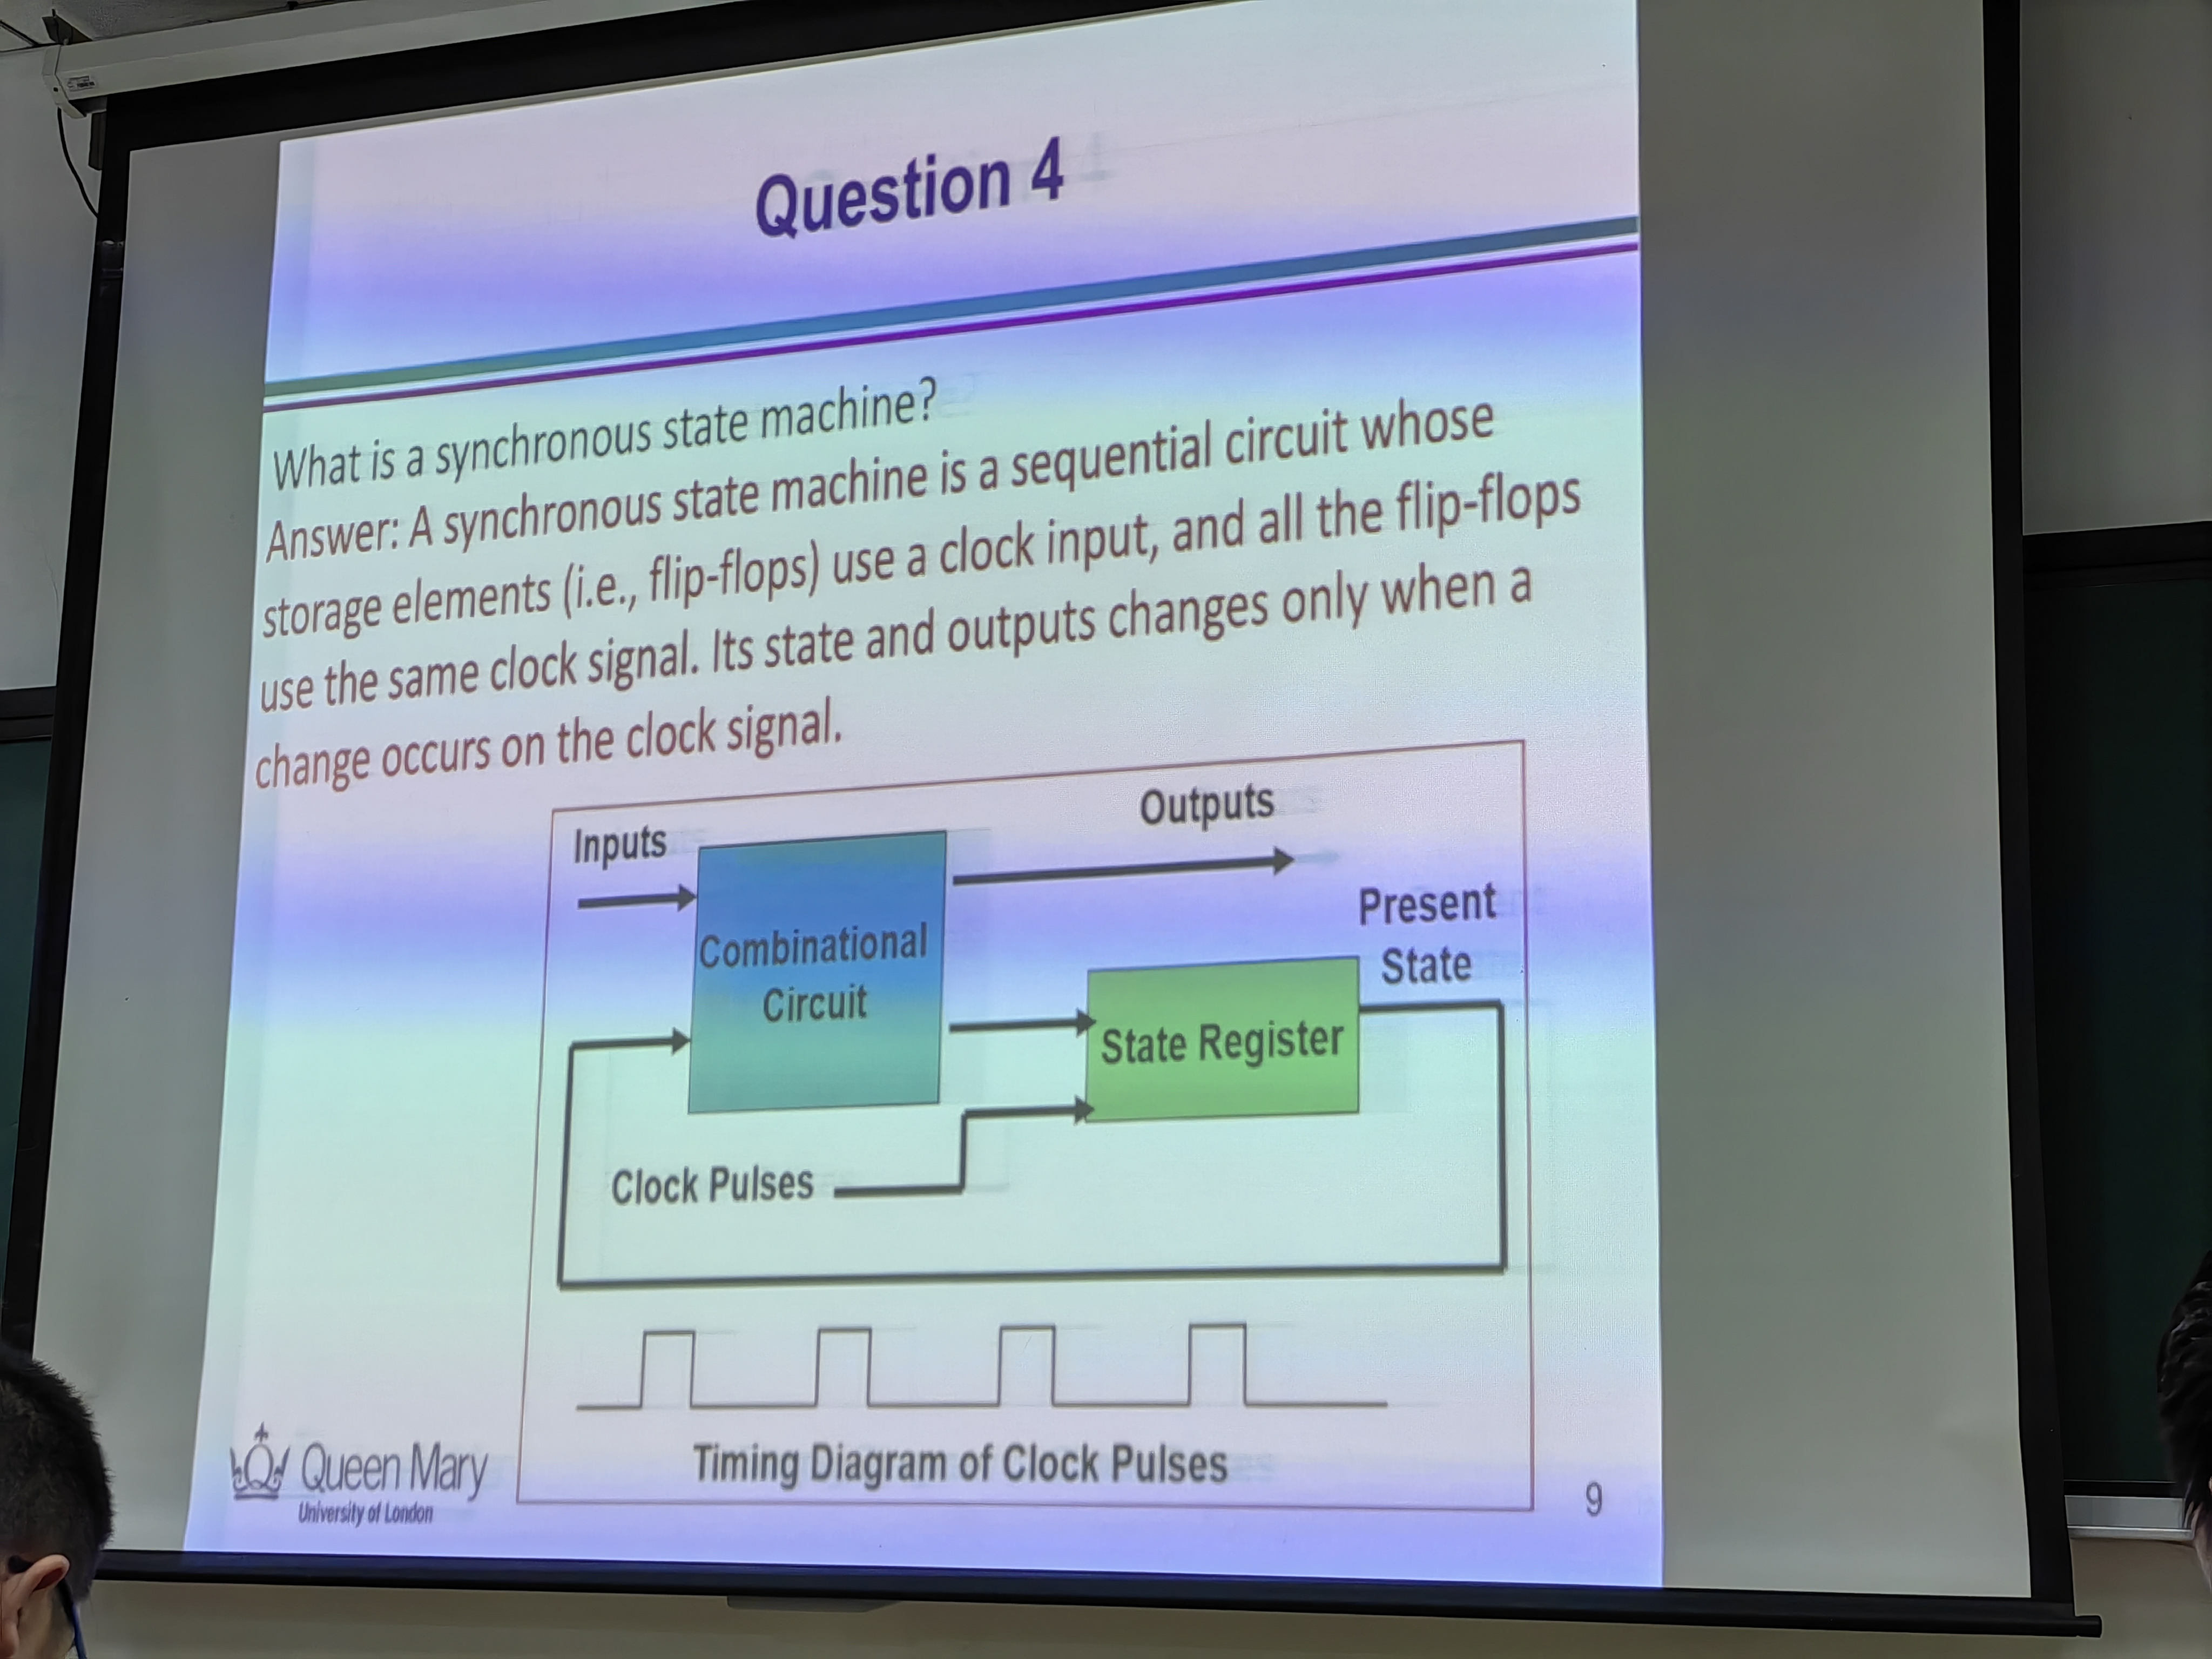 Question 4
What is a synchronous state machine?
Answer: A synchronous state machine is a sequential circuit whose
storage elements (i.e., flip-flops) use a clock input, and all the flip-flops
use the same clock signal. Its state and outputs changes only when a
change occurs on the clock signal.
Inputs
Outputs
Combinational
Circuit
Present
State
State Register
Clock Pulses
Timing Diagram of Clock Pulses
Queen Mary
University of London
9